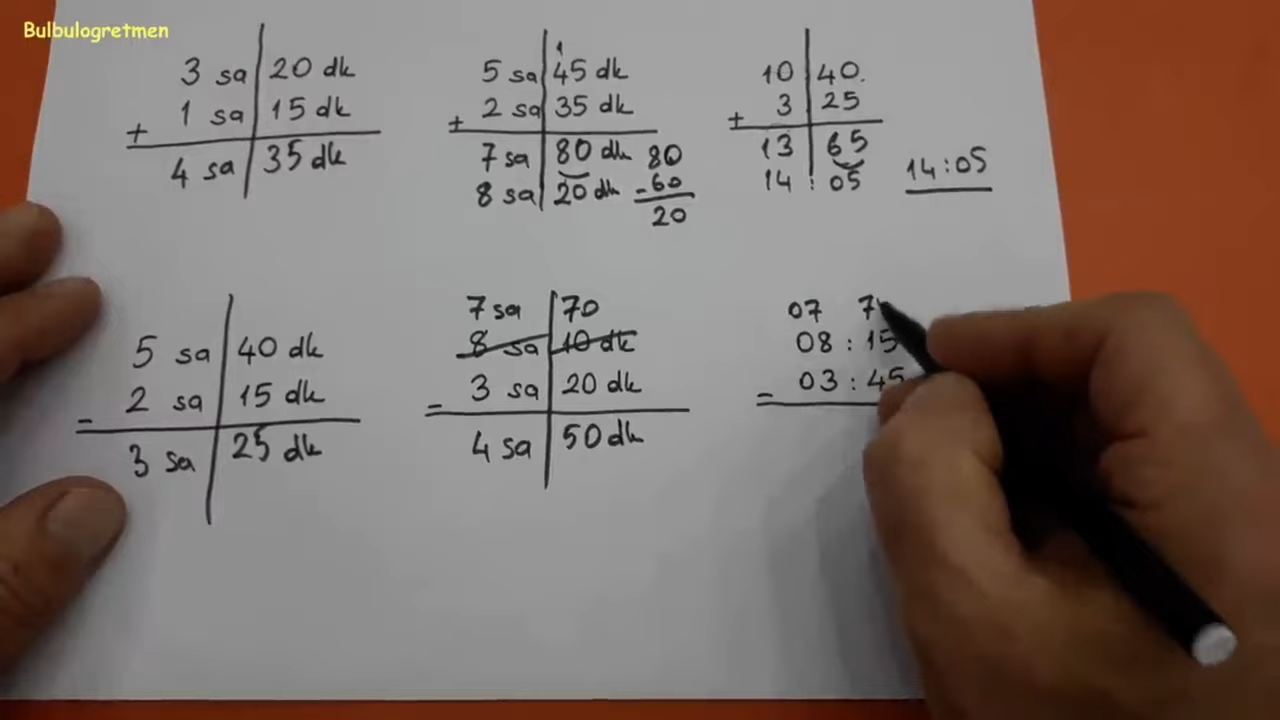 Bulbulogretmen
3 sa 20 dk
1 sa 15 dk
+
4 sa 35 dk
1
5 sa 45 dk
2 sa 35 dk
+
7 sa 80 dk
8 sa 20 dk
80
-60
20
10 40.
3 25
+
13 65
14 : 05
14:05
5 sa 40 dk
2 sa 15 dk
-
3 sa 25 dk
7 sa 70
8 sa 10 dk
3 sa 20 dk
-
4 sa 50 dk
07 7
08 : 15
03 : 45
-